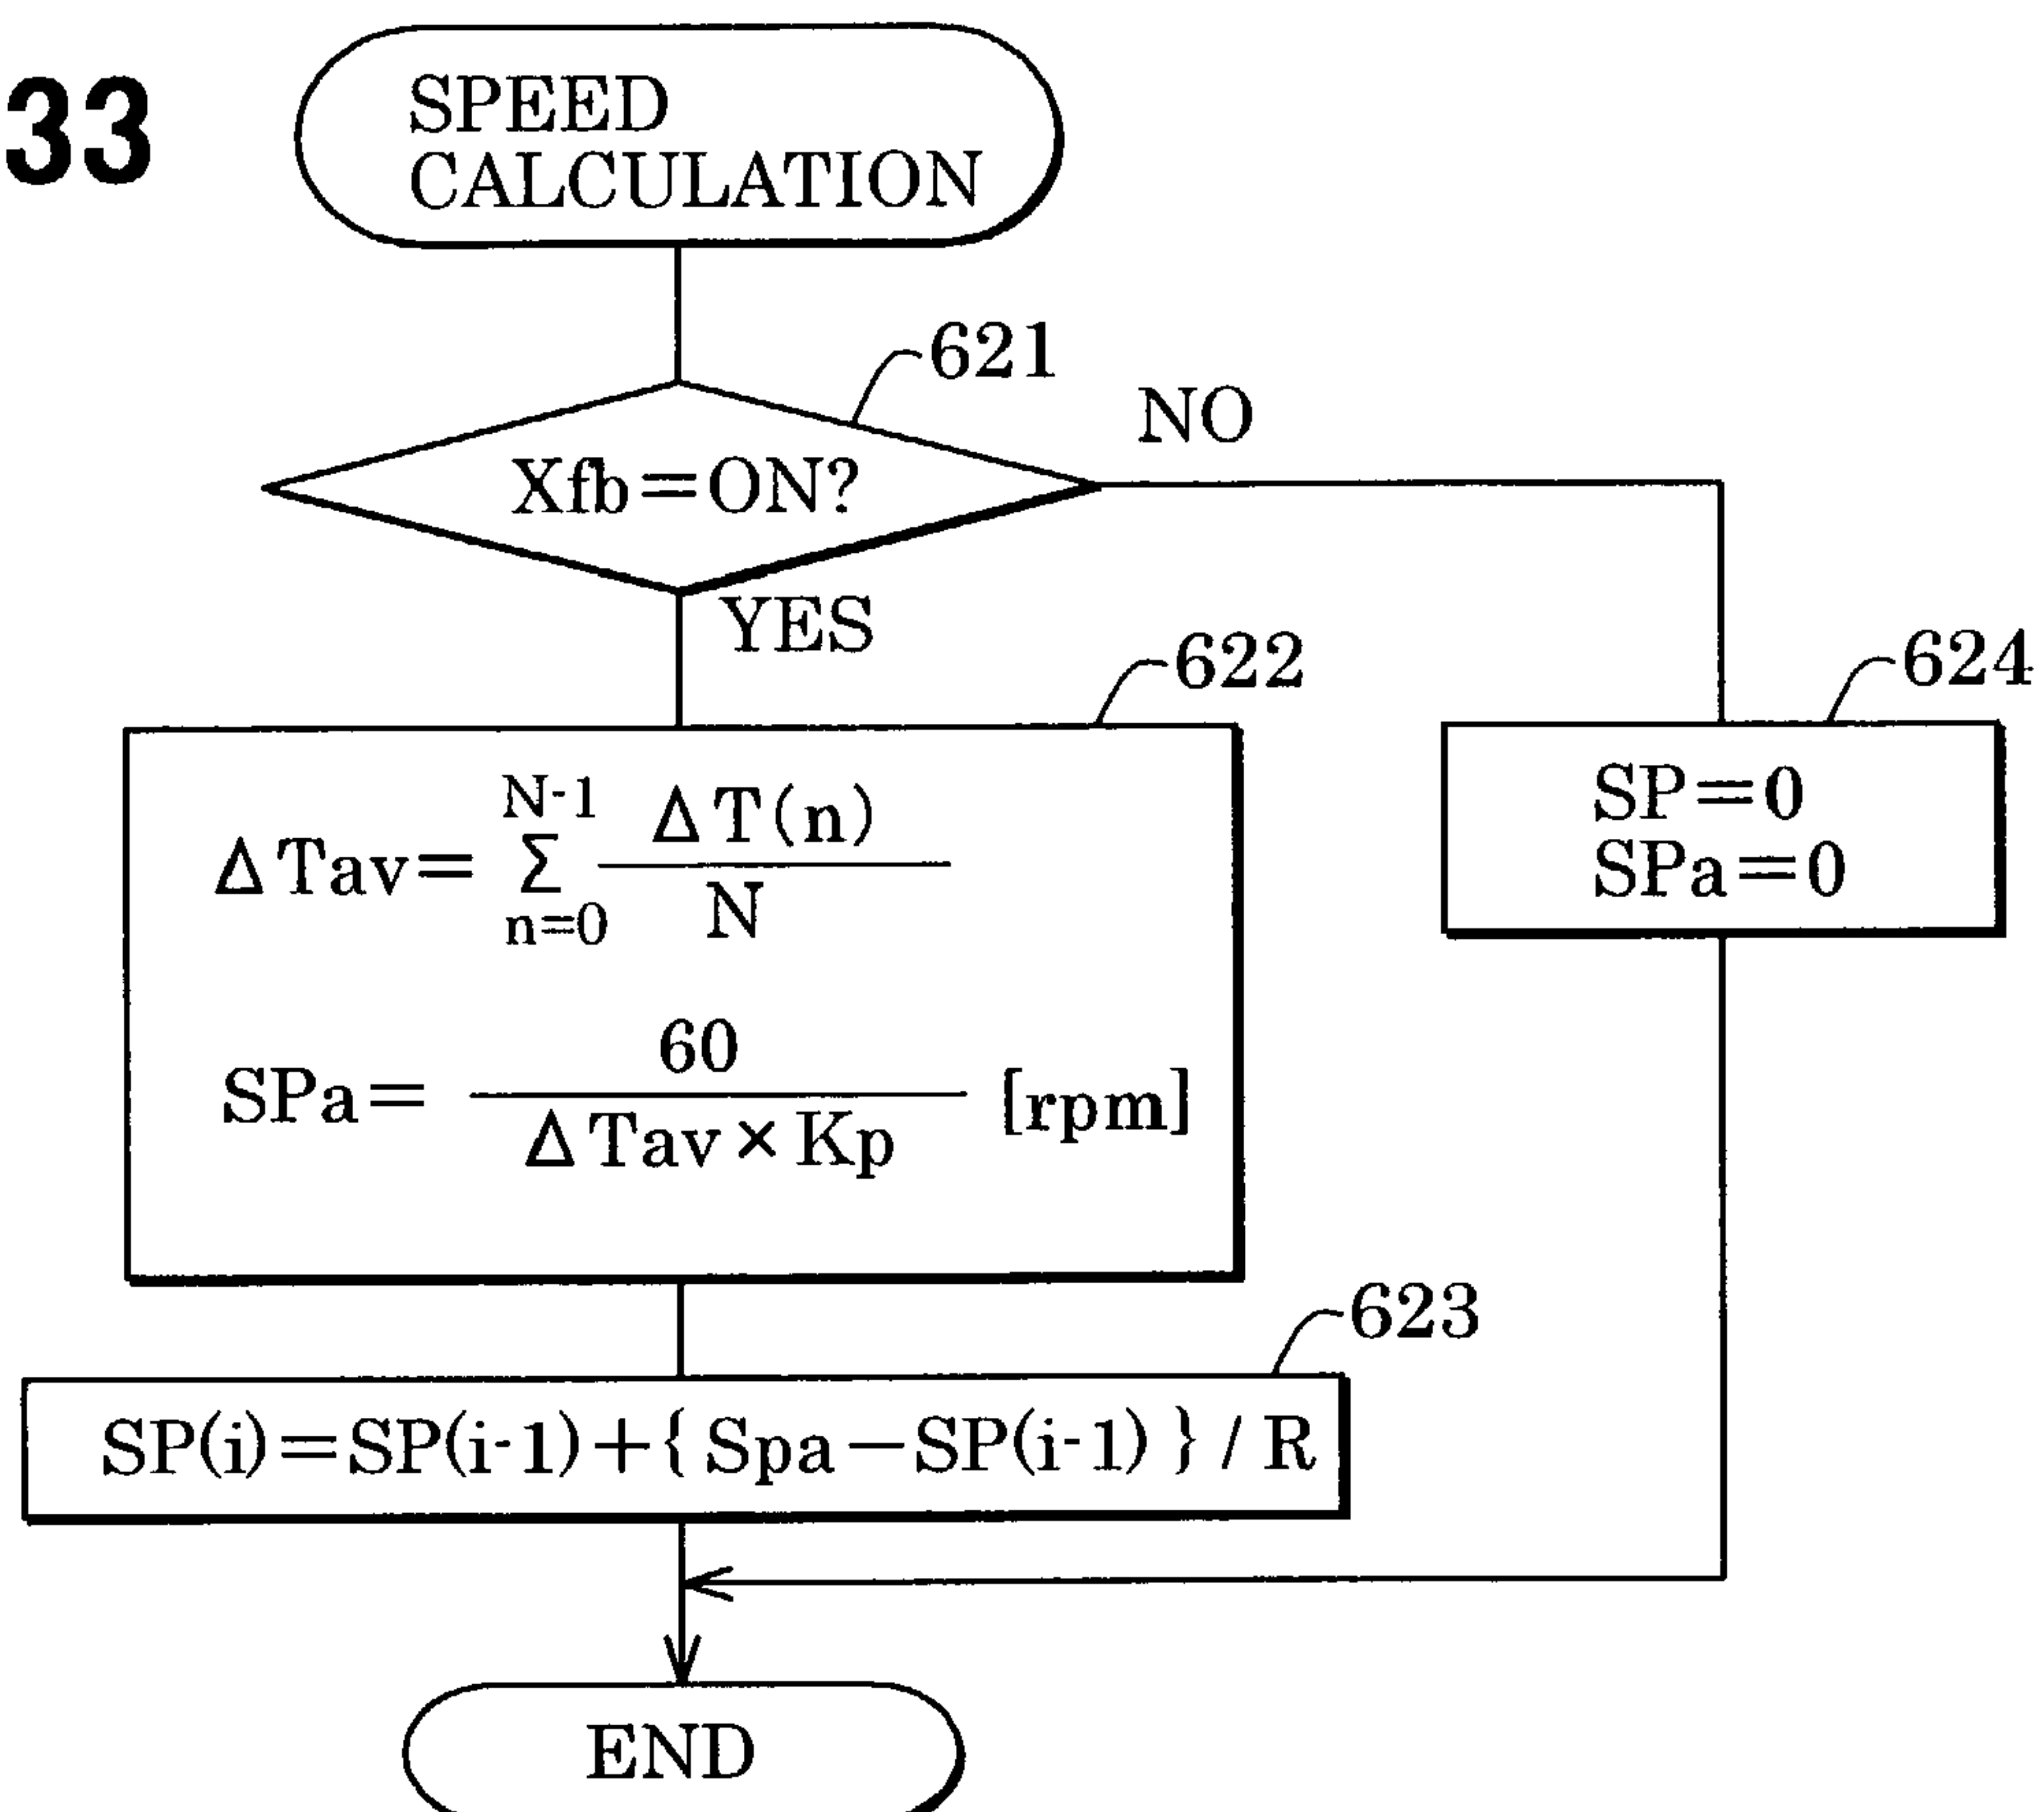 33
SPEED
CALCULATION
621
NO
Xfb=ON?
YES
622
624
N-1
ΔT(n)
ΔTav= Σ
n=0
N
SP=0
SPa=0
60
SPa= [rpm]
ΔTav×Kp
623
SP(i)=SP(i-1)+{Spa-SP(i-1)}/R
END